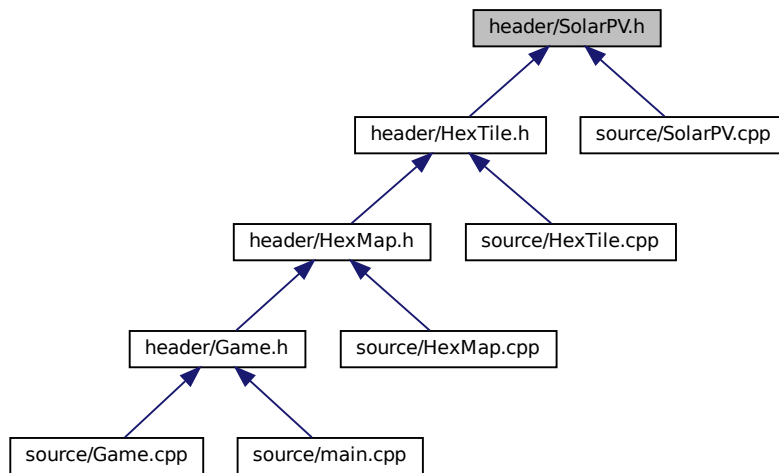 header/SolarPV.h
header/HexTile.h
source/SolarPV.cpp
header/HexMap.h
source/HexTile.cpp
header/Game.h
source/HexMap.cpp
source/Game.cpp
source/main.cpp